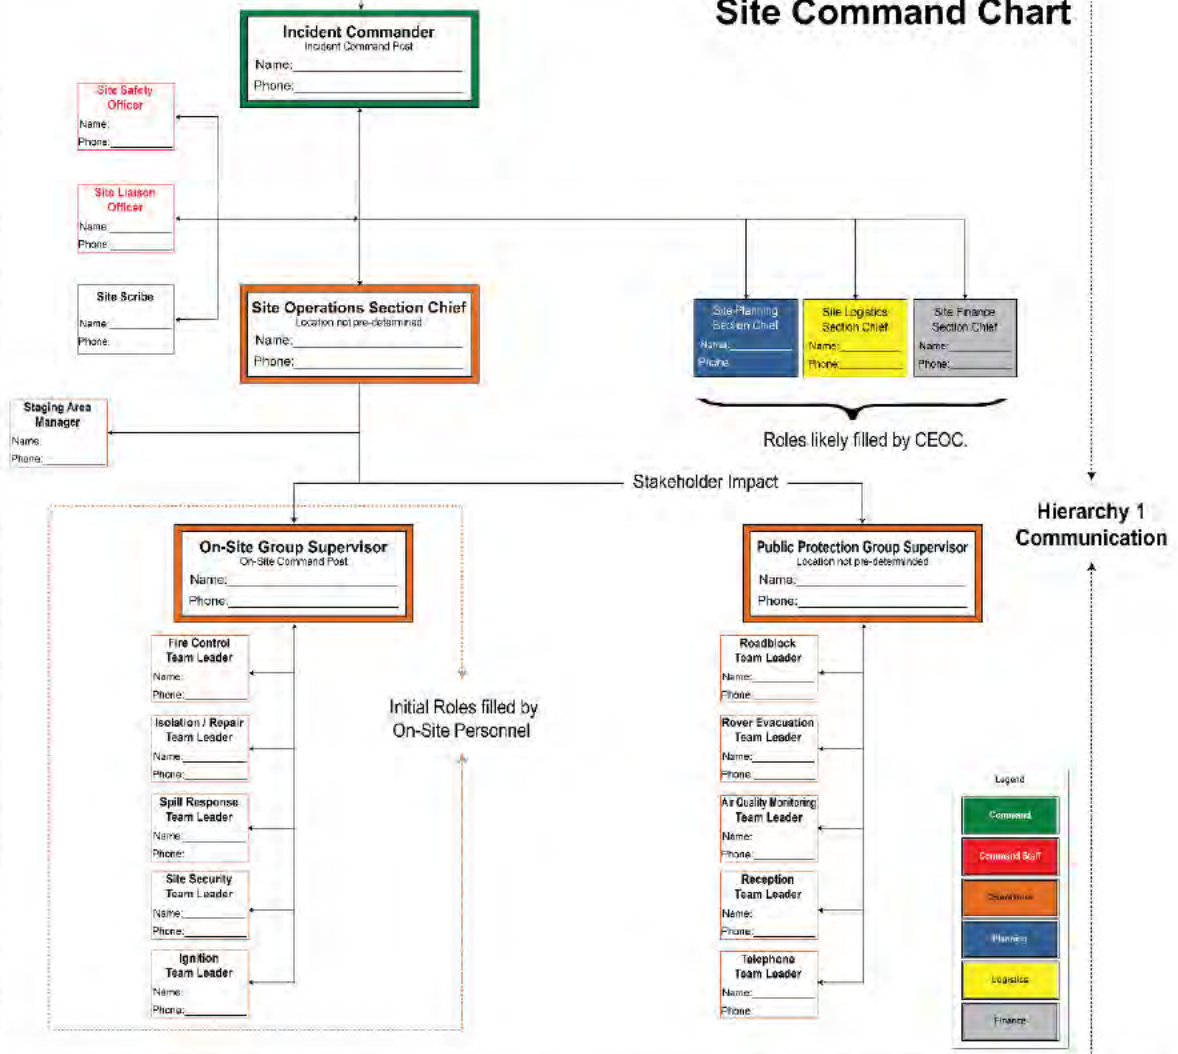 Site Command Chart
Incident Commander
Incident Command Post
Name:
Phone:
Site Safety
Officer
Name:
Phone:
Site Liaison
Officer
Name:
Phone:
Site Scribe
Name:
Phone:
Site Operations Section Chief
Location not pre-determined
Name:
Phone:
Site Planning
Section Chief
Name:
Phone:
Site Logistics
Section Chief
Name:
Phone:
Site Finance
Section Chief
Name:
Phone:
Roles likely filled by CEOC.
Staging Area
Manager
Name:
Phone:
Stakeholder Impact
Hierarchy 1
Communication
On-Site Group Supervisor
On-Site Command Post
Name:
Phone:
Public Protection Group Supervisor
Location not pre-determinded
Name:
Phone:
Fire Control
Team Leader
Name:
Phone:
Isolation / Repair
Team Leader
Name:
Phone:
Spill Response
Team Leader
Name:
Phone:
Site Security
Team Leader
Name:
Phone:
Ignition
Team Leader
Name:
Phone:
Initial Roles filled by
On-Site Personnel
Roadblock
Team Leader
Name:
Phone:
Rover Evacuation
Team Leader
Name:
Phone:
Air Quality Monitoring
Team Leader
Name:
Phone:
Reception
Team Leader
Name:
Phone:
Telephone
Team Leader
Name:
Phone:
Legend
Command
Command Staff
Operations
Planning
Logistics
Finance